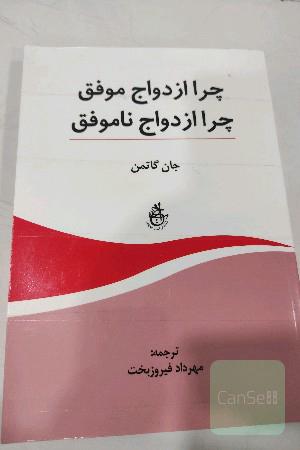 چرا ازدواج موفق
چرا ازدواج ناموفق
جان گاتمن
ترجمه:
مهرداد فیروزبخت
CanSell